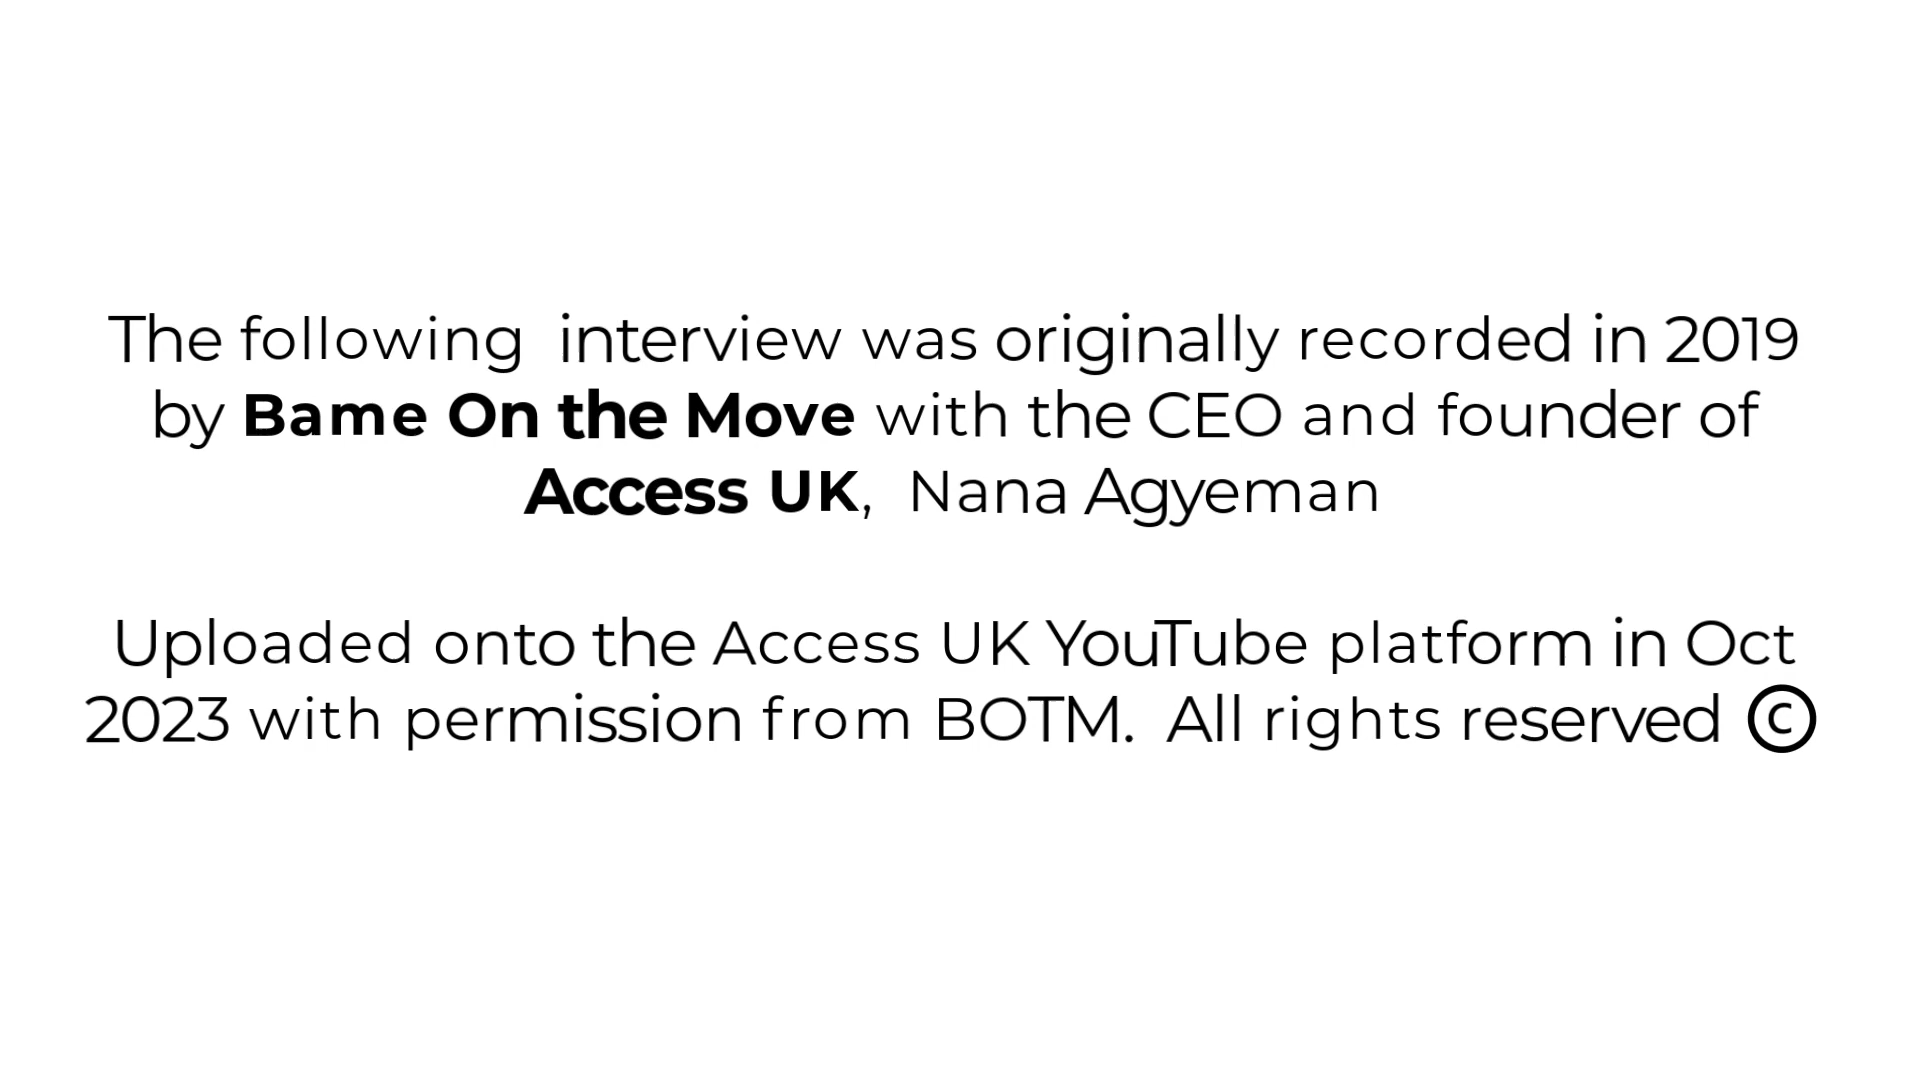 The following interview was originally recorded in 2019
by Bame On the Move with the CEO and founder of
Access UK, Nana Agyeman
Uploaded onto the Access UK YouTube platform in Oct
2023 with permission from BOTM. All rights reserved ©